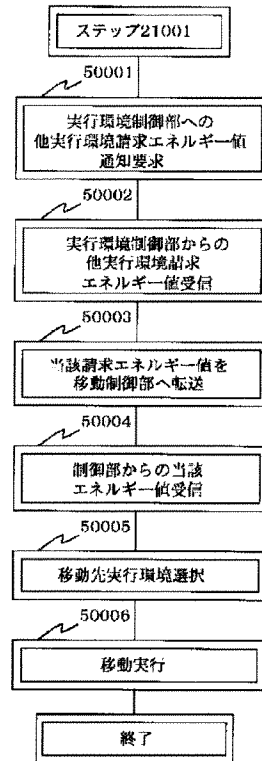 ステップ21001
50001
実行環境制御部への
他実行環境請求エネルギー値
通知要求
50002
実行環境制御部からの
他実行環境請求
エネルギー値受信
50003
当該請求エネルギー値を
移動制御部へ転送
50004
制御部からの当該
エネルギー値受信
50005
移動先実行環境選択
50006
移動実行
終了